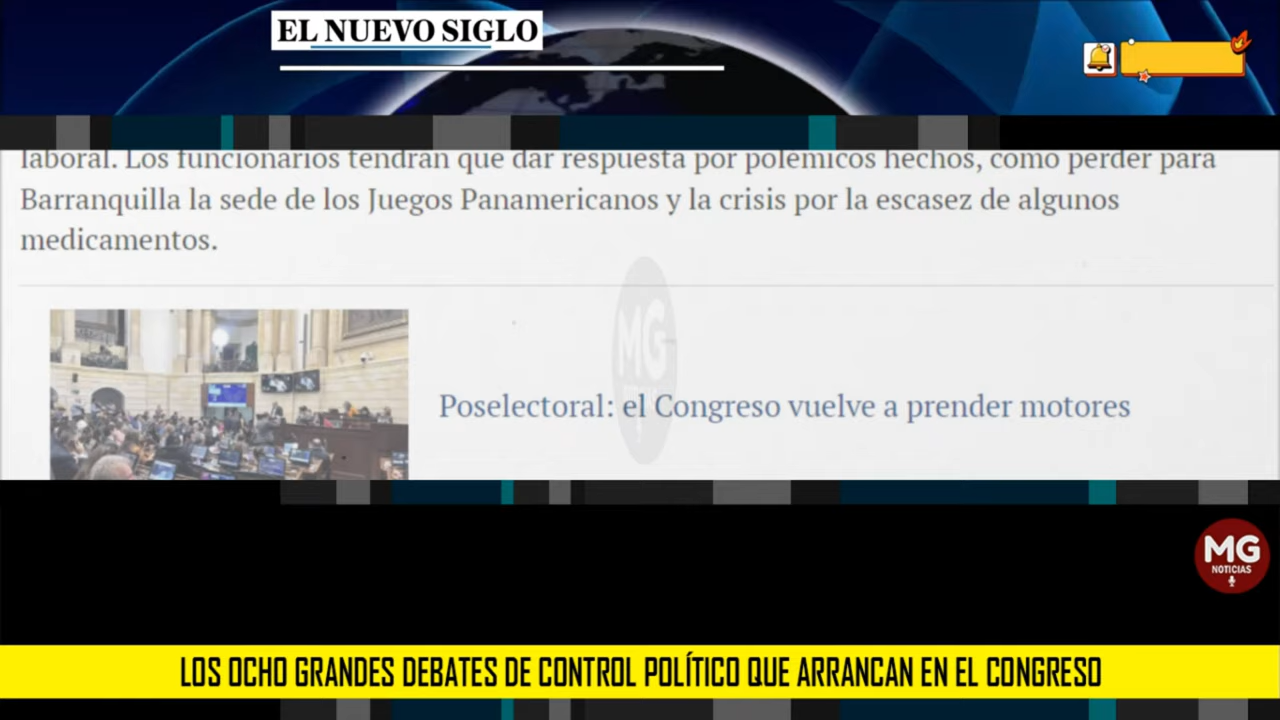 EL NUEVO SIGLO
laboral. Los funcionarios tendrán que dar respuesta por polémicos hechos, como perder para
Barranquilla la sede de los Juegos Panamericanos y la crisis por la escasez de algunos
medicamentos.
MG
Poselectoral: el Congreso vuelve a prender motores
MG
NOTICIAS
LOS OCHO GRANDES DEBATES DE CONTROL POLÍTICO QUE ARRANCAN EN EL CONGRESO